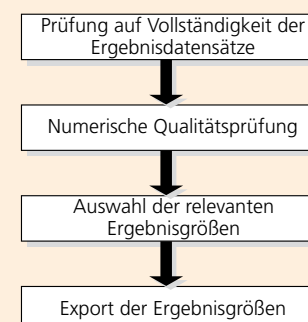 Prüfung auf Vollständigkeit der
Ergebnisdatensätze
Numerische Qualitätsprüfung
Auswahl der relevanten
Ergebnisgrößen
Export der Ergebnisgrößen